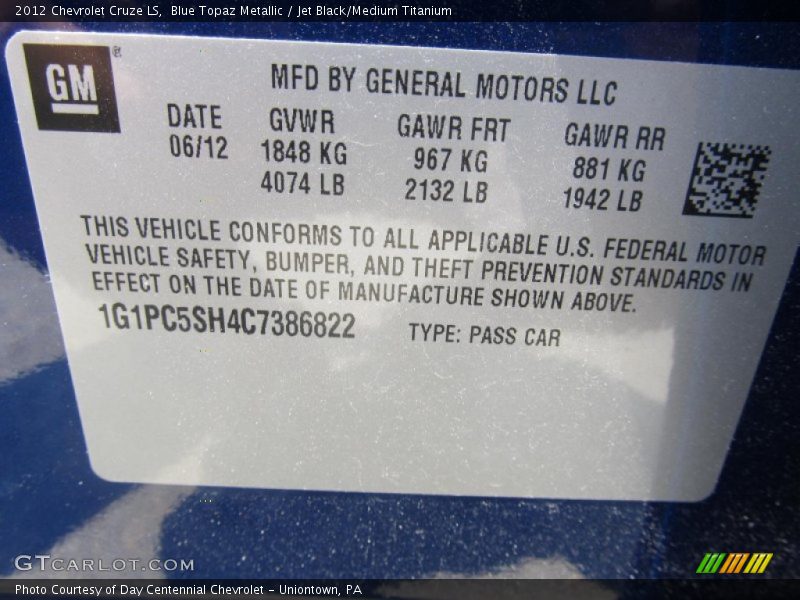 2012 Chevrolet Cruze LS,  Blue Topaz Metallic / Jet Black/Medium Titanium
GM®
MFD BY GENERAL MOTORS LLC
DATE GVWR GAWR FRT GAWR RR
06/12 1848 KG 967 KG 881 KG
4074 LB 2132 LB 1942 LB
THIS VEHICLE CONFORMS TO ALL APPLICABLE U.S. FEDERAL MOTOR
VEHICLE SAFETY, BUMPER, AND THEFT PREVENTION STANDARDS IN
EFFECT ON THE DATE OF MANUFACTURE SHOWN ABOVE.
1G1PC5SH4C7386822 TYPE: PASS CAR
GTCARLOT.COM
Photo Courtesy of Day Centennial Chevrolet - Uniontown, PA